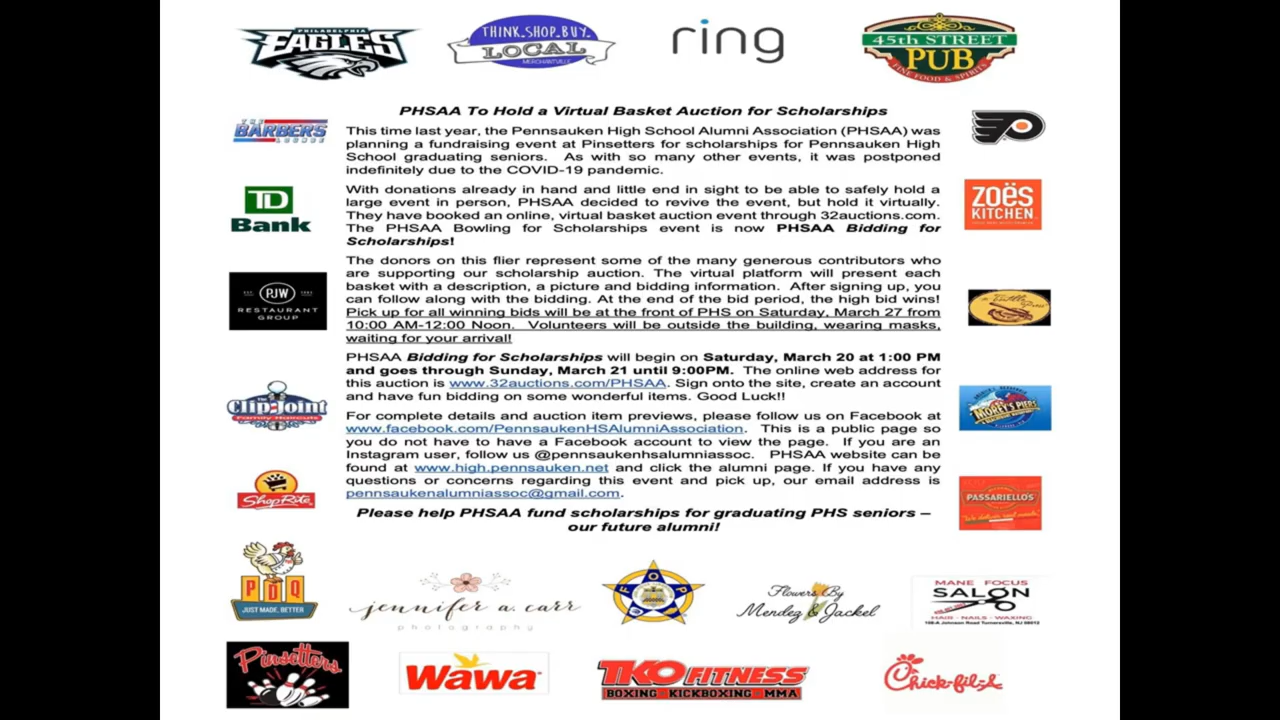 PHILADELPHIA
EAGLES
THINK.SHOP.BUY.
LOCAL
MERCHANTVILLE
ring
45th STREET
PUB
FINE FOOD & SPIRITS
PHSAA To Hold a Virtual Basket Auction for Scholarships
THE
BARBERS
LOUNGE
This time last year, the Pennsauken High School Alumni Association (PHSAA) was
planning a fundraising event at Pinsetters for scholarships for Pennsauken High
School graduating seniors. As with so many other events, it was postponed
indefinitely due to the COVID-19 pandemic.
TD
Bank
With donations already in hand and little end in sight to be able to safely hold a
large event in person, PHSAA decided to revive the event, but hold it virtually.
They have booked an online, virtual basket auction event through 32auctions.com.
The PHSAA Bowling for Scholarships event is now PHSAA Bidding for
Scholarships!
ZOËS
KITCHEN
PJW
RESTAURANT
GROUP
The donors on this flier represent some of the many generous contributors who
are supporting our scholarship auction. The virtual platform will present each
basket with a description, a picture and bidding information. After signing up, you
can follow along with the bidding. At the end of the bid period, the high bid wins!
Pick up for all winning bids will be at the front of PHS on Saturday, March 27 from
10:00 AM-12:00 Noon. Volunteers will be outside the building, wearing masks,
waiting for your arrival!
The
Clip Joint
Family Haircuts
PHSAA Bidding for Scholarships will begin on Saturday, March 20 at 1:00 PM
and goes through Sunday, March 21 until 9:00PM. The online web address for
this auction is www.32auctions.com/PHSAA. Sign onto the site, create an account
and have fun bidding on some wonderful items. Good Luck!!
MOREY'S PIERS
For complete details and auction item previews, please follow us on Facebook at
www.facebook.com/PennsaukenHSAlumniAssociation. This is a public page so
you do not have to have a Facebook account to view the page. If you are an
Instagram user, follow us @pennsaukenhsalumniassoc. PHSAA website can be
found at www.high.pennsauken.net and click the alumni page. If you have any
questions or concerns regarding this event and pick up, our email address is
pennsaukenalumniassoc@gmail.com.
ShopRite
PASSARIELLO'S
Please help PHSAA fund scholarships for graduating PHS seniors –
our future alumni!
PDQ
JUST MADE, BETTER
jennifer a. carr
photography
FOP
Flowers By
Mendez & Jackel
MANE FOCUS
SALON
HAIR - NAILS - WAXING
108-A Johnson Road Turnersville, NJ 08012
Pinsetters
Wawa
TKO FITNESS
BOXING KICKBOXING MMA
Chick-fil-A